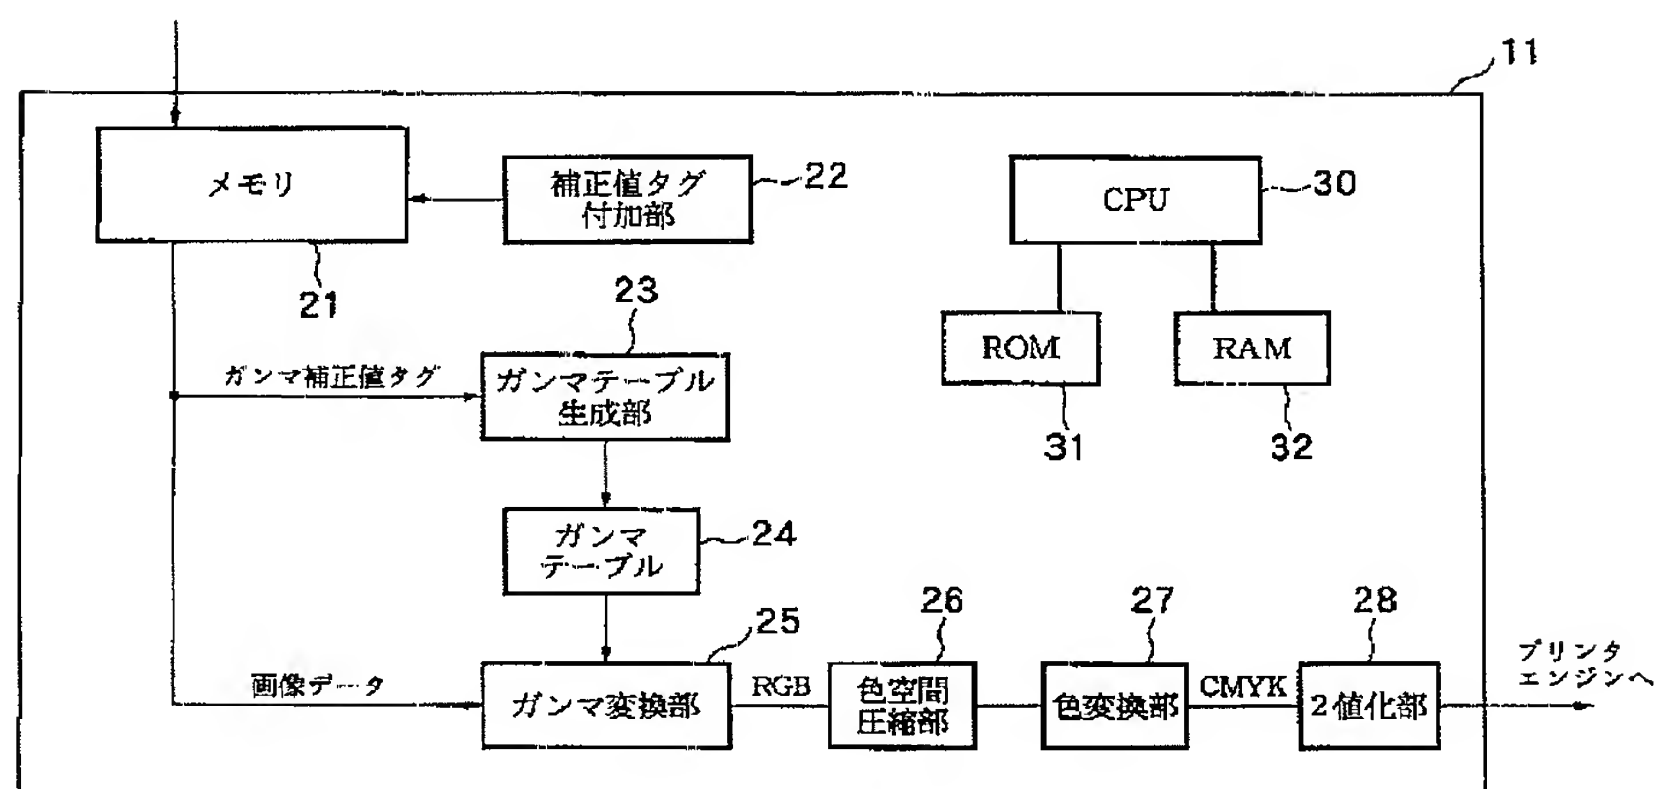 11
メモリ
補正値タグ
付加部
22
CPU
30
21
23
ROM
RAM
ガンマ補正値タグ
ガンマテーブル
生成部
31
32
ガンマ
テーブル
24
25
26
27
28
画像データ
ガンマ変換部
RGB
色空間
圧縮部
色変換部
CMYK
2値化部
プリンタ
エンジンへ